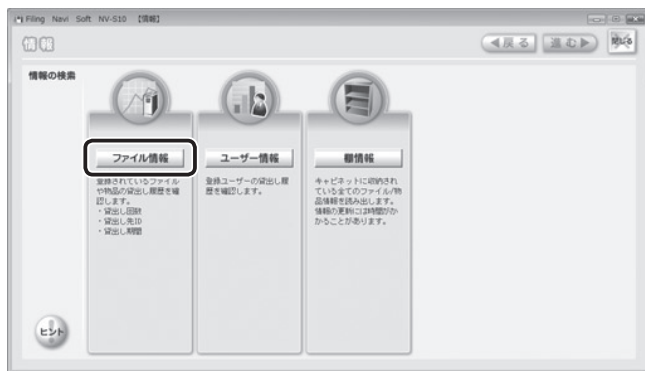 Filing Navi Soft NV-S10 【情報】
情報
戻る
進む
閉じる
情報の検索
ファイル情報
登録されているファイル
や物品の貸出し履歴を確
認します。
・貸出し回数
・貸出し先ID
・貸出し期間
ユーザー情報
登録ユーザーの貸出し履
歴を確認します。
棚情報
キャビネットに収納され
ている全てのファイル/物
品情報を読み出します。
情報の更新には時間がか
かることがあります。
ヒント